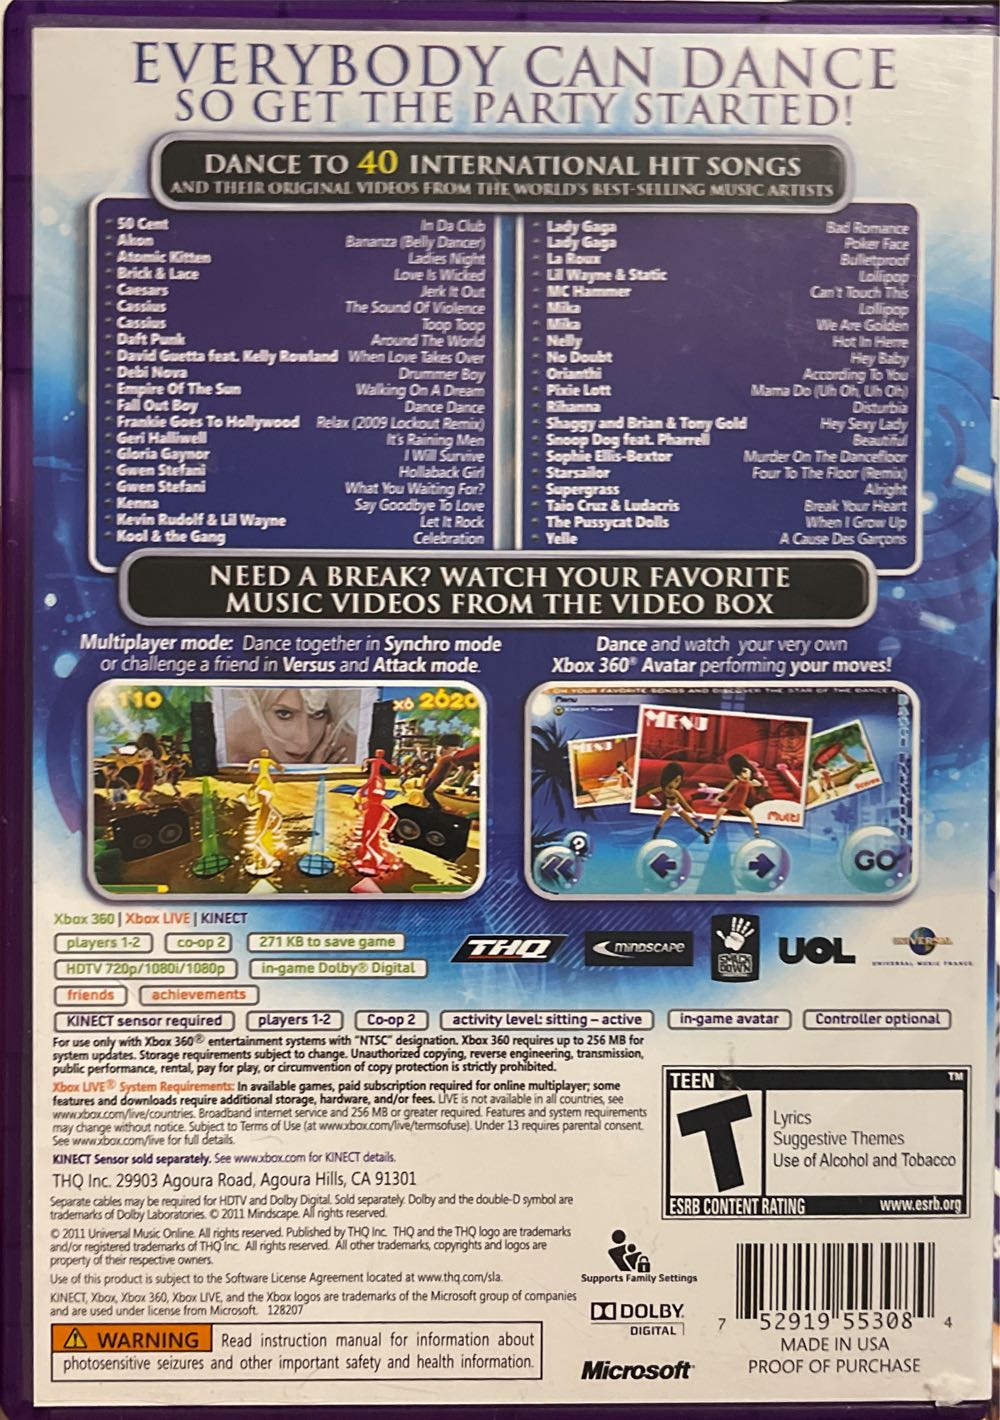 EVERYBODY CAN DANCE
SO GET THE PARTY STARTED!
DANCE TO 40 INTERNATIONAL HIT SONGS
AND THEIR ORIGINAL VIDEOS FROM THE WORLD'S BEST-SELLING MUSIC ARTISTS
50 Cent In Da Club
Akon Bananza (Belly Dancer)
Atomic Kitten Ladies Night
Brick & Lace Love Is Wicked
Caesars Jerk It Out
Cassius The Sound Of Violence
Cassius Toop Toop
Daft Punk Around The World
David Guetta feat. Kelly Rowland When Love Takes Over
Debi Nova Drummer Boy
Empire Of The Sun Walking On A Dream
Fall Out Boy Dance Dance
Frankie Goes To Hollywood Relax (2009 Lockout Remix)
Geri Halliwell It's Raining Men
Gloria Gaynor I Will Survive
Gwen Stefani Hollaback Girl
Gwen Stefani What You Waiting For?
Kenna Say Goodbye To Love
Kevin Rudolf & Lil Wayne Let It Rock
Kool & the Gang Celebration
Lady Gaga Bad Romance
Lady Gaga Poker Face
La Roux Bulletproof
Lil Wayne & Static Lollipop
MC Hammer Can't Touch This
Mika Lollipop
Mika We Are Golden
Nelly Hot In Herre
No Doubt Hey Baby
Orianthi According To You
Pixie Lott Mama Do (Uh Oh, Uh Oh)
Rihanna Disturbia
Shaggy and Brian & Tony Gold Hey Sexy Lady
Snoop Dog feat. Pharrell Beautiful
Sophie Ellis-Bextor Murder On The Dancefloor
Starsailor Four To The Floor (Remix)
Supergrass Alright
Taio Cruz & Ludacris Break Your Heart
The Pussycat Dolls When I Grow Up
Yelle A Cause Des Garçons
NEED A BREAK? WATCH YOUR FAVORITE
MUSIC VIDEOS FROM THE VIDEO BOX
Multiplayer mode: Dance together in Synchro mode
or challenge a friend in Versus and Attack mode.
Dance and watch your very own
Xbox 360® Avatar performing your moves!
110
x6 2620
YOUR FAVORITE SONGS AND DISCOVER THE STAR OF THE DANCE
Menu
MENU
MENU
Multi
GO
Xbox 360 | Xbox LIVE | KINECT
players 1-2 co-op 2 271 KB to save game
HDTV 720p/1080i/1080p in-game Dolby® Digital
friends achievements
THQ mindscape SMACK DOWN UOL UNIVERSAL
UNIVERSAL MUSIC FRANCE
KINECT sensor required players 1-2 Co-op 2 activity level: sitting – active in-game avatar Controller optional
For use only with Xbox 360® entertainment systems with "NTSC" designation. Xbox 360 requires up to 256 MB for
system updates. Storage requirements subject to change. Unauthorized copying, reverse engineering, transmission,
public performance, rental, pay for play, or circumvention of copy protection is strictly prohibited.
Xbox LIVE® System Requirements: In available games, paid subscription required for online multiplayer; some
features and downloads require additional storage, hardware, and/or fees. LIVE is not available in all countries, see
www.xbox.com/live/countries. Broadband internet service and 256 MB or greater required. Features and system requirements
may change without notice. Subject to Terms of Use (at www.xbox.com/live/termsofuse). Under 13 requires parental consent.
See www.xbox.com/live for full details.
KINECT Sensor sold separately. See www.xbox.com for KINECT details.
THQ Inc. 29903 Agoura Road, Agoura Hills, CA 91301
Separate cables may be required for HDTV and Dolby Digital. Sold separately. Dolby and the double-D symbol are
trademarks of Dolby Laboratories. © 2011 Mindscape. All rights reserved.
© 2011 Universal Music Online. All rights reserved. Published by THQ Inc. THQ and the THQ logo are trademarks
and/or registered trademarks of THQ Inc. All rights reserved. All other trademarks, copyrights and logos are
property of their respective owners.
Use of this product is subject to the Software License Agreement located at www.thq.com/sla.
KINECT, Xbox, Xbox 360, Xbox LIVE, and the Xbox logos are trademarks of the Microsoft group of companies
and are used under license from Microsoft. 128207
WARNING Read instruction manual for information about
photosensitive seizures and other important safety and health information.
TEEN TM
T
Lyrics
Suggestive Themes
Use of Alcohol and Tobacco
ESRB CONTENT RATING www.esrb.org
Supports Family Settings
DOLBY
DIGITAL
Microsoft
7 52919 55308 4
MADE IN USA
PROOF OF PURCHASE